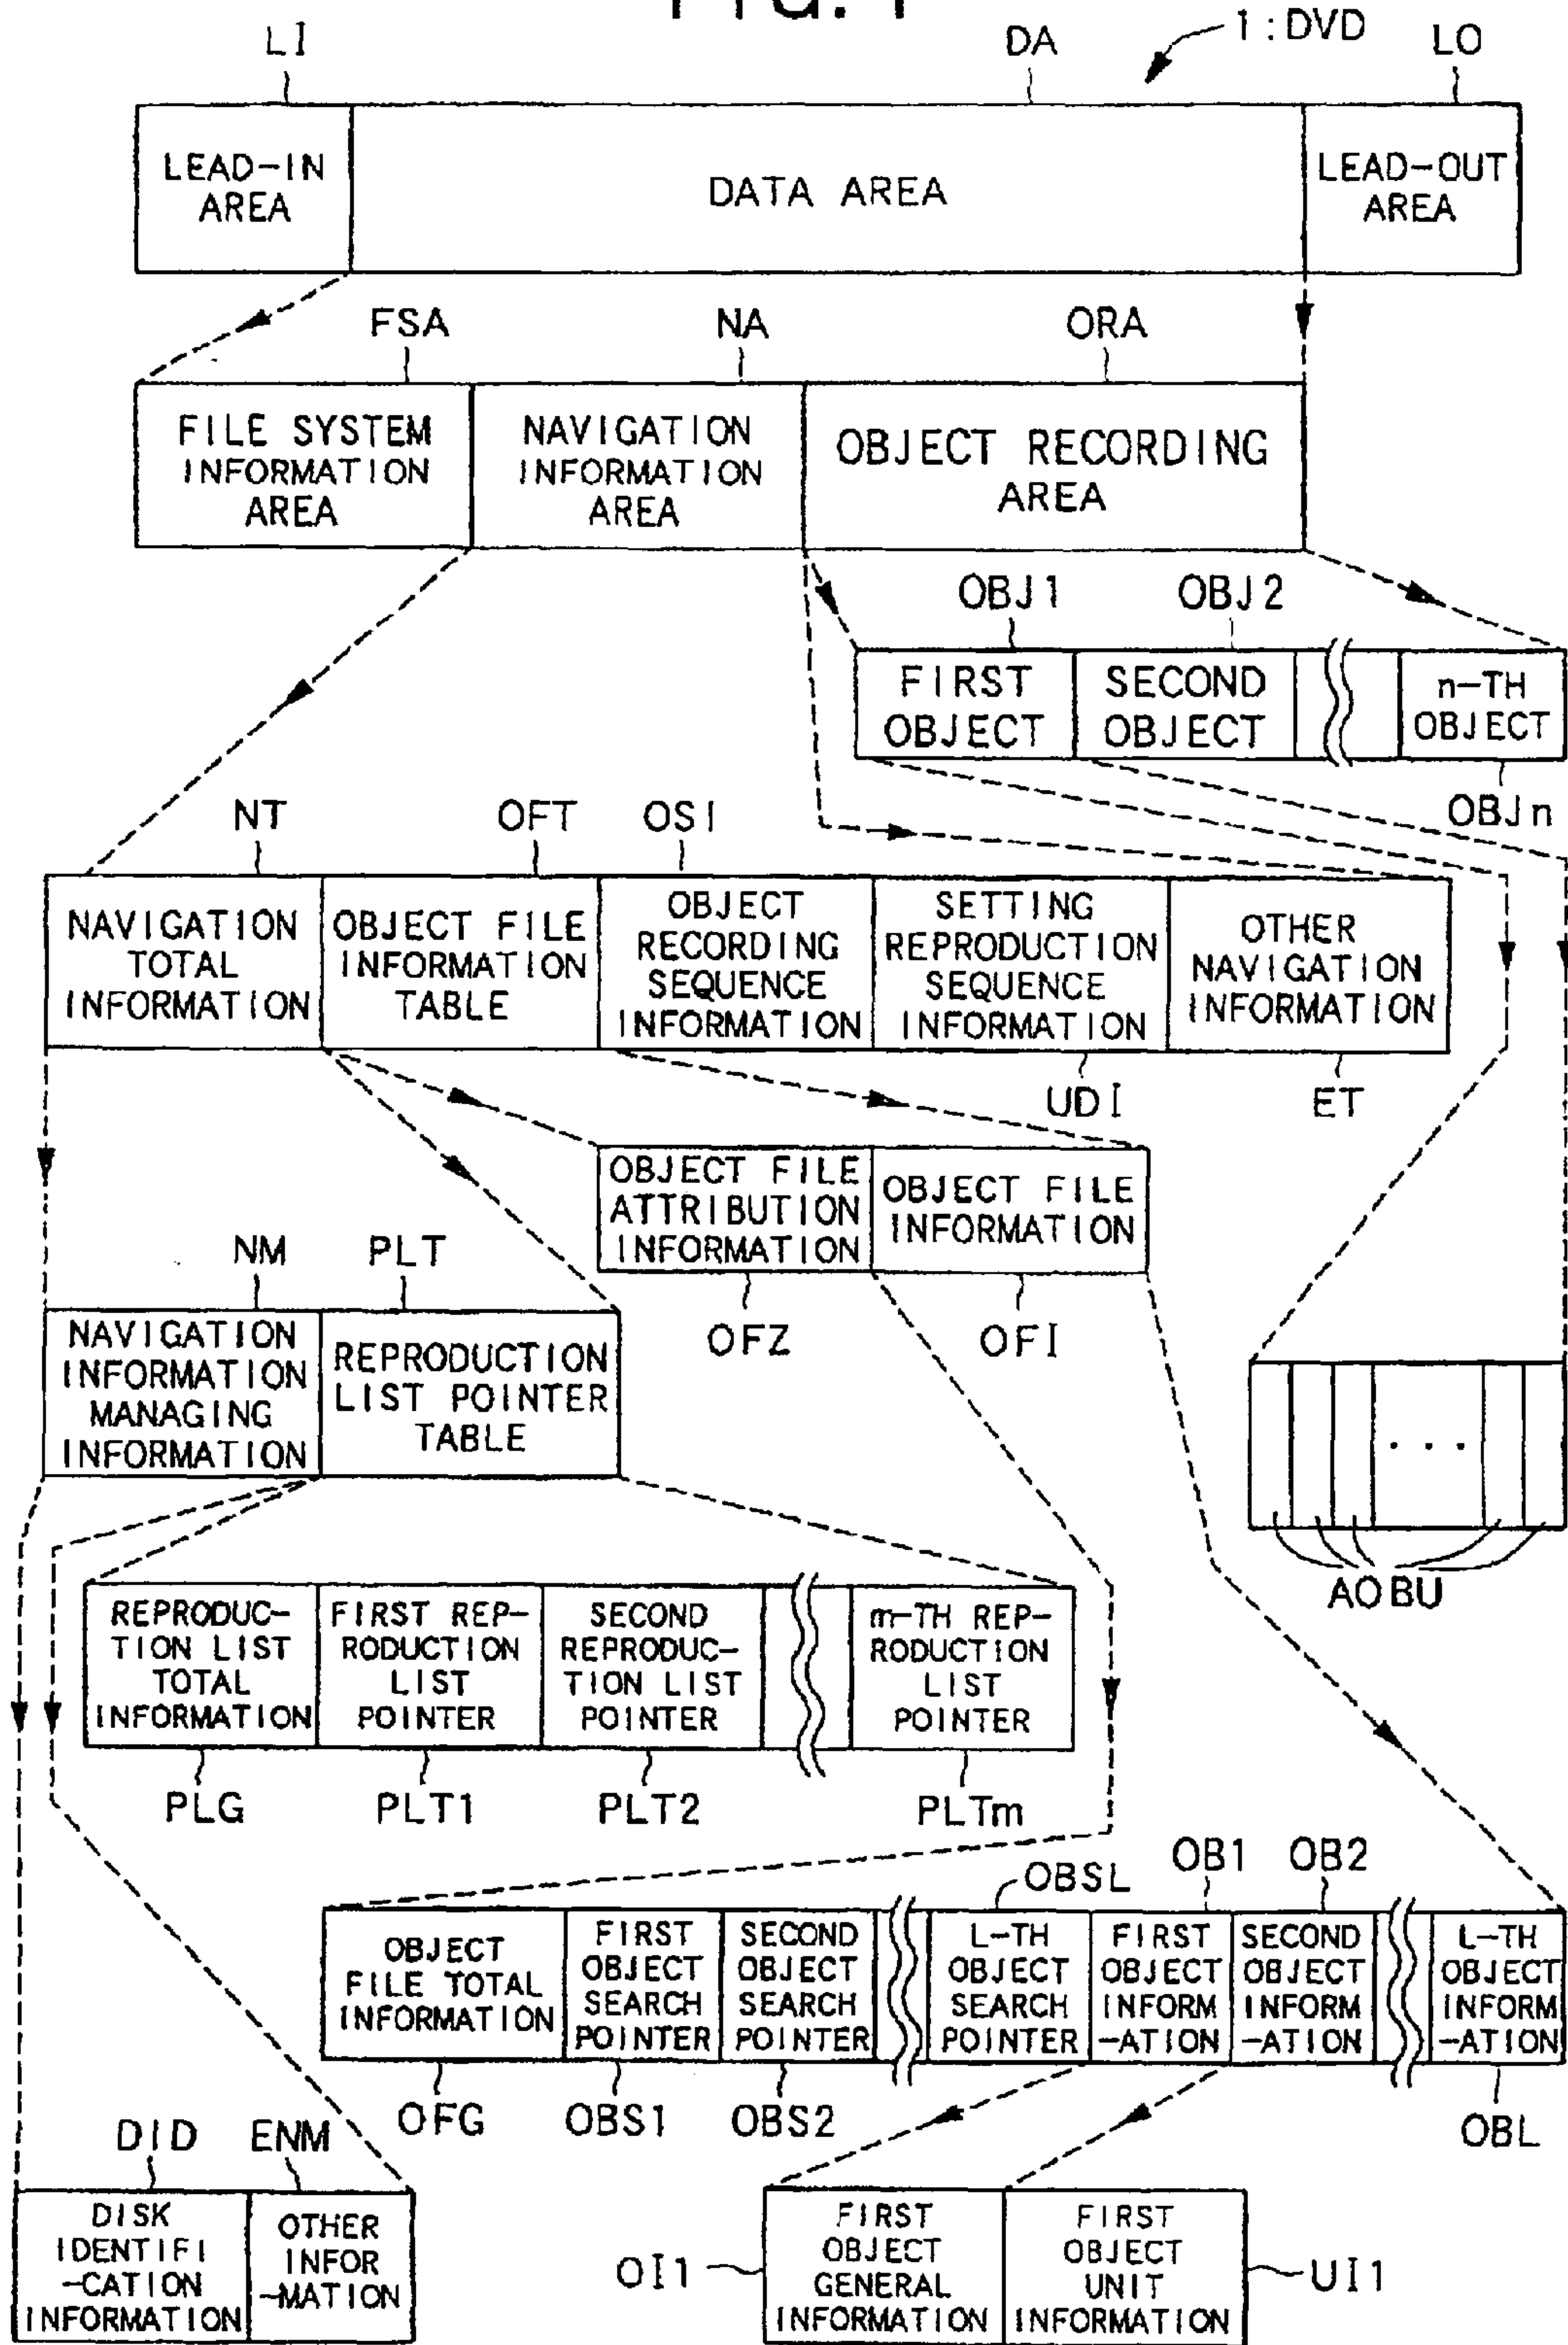 FIG. 1
LI
DA
1 : DVD
LO
LEAD-IN
AREA
DATA AREA
LEAD-OUT
AREA
FSA
NA
ORA
FILE SYSTEM
INFORMATION
AREA
NAVIGATION
INFORMATION
AREA
OBJECT RECORDING
AREA
OBJ1
OBJ2
FIRST
OBJECT
SECOND
OBJECT
n-TH
OBJECT
OBJn
NT
OFT
OSI
NAVIGATION
TOTAL
INFORMATION
OBJECT FILE
INFORMATION
TABLE
OBJECT
RECORDING
SEQUENCE
INFORMATION
SETTING
REPRODUCTION
SEQUENCE
INFORMATION
OTHER
NAVIGATION
INFORMATION
UDI
ET
OBJECT FILE
ATTRIBUTION
INFORMATION
OBJECT FILE
INFORMATION
OFZ
OFI
NM
PLT
NAVIGATION
INFORMATION
MANAGING
INFORMATION
REPRODUCTION
LIST POINTER
TABLE
. . .
AOBU
REPRODUC-
TION LIST
TOTAL
INFORMATION
FIRST REP-
RODUCTION
LIST
POINTER
SECOND
REPRODUC-
TION LIST
POINTER
m-TH REP-
RODUCTION
LIST
POINTER
PLG
PLT1
PLT2
PLTm
OBSL
OB1
OB2
OBJECT
FILE TOTAL
INFORMATION
FIRST
OBJECT
SEARCH
POINTER
SECOND
OBJECT
SEARCH
POINTER
L-TH
OBJECT
SEARCH
POINTER
FIRST
OBJECT
INFORM
-ATION
SECOND
OBJECT
INFORM
-ATION
L-TH
OBJECT
INFORM
-ATION
OFG
OBS1
OBS2
OBL
DID
ENM
DISK
IDENTIFI
-CATION
INFORMATION
OTHER
INFOR
-MATION
OI1
FIRST
OBJECT
GENERAL
INFORMATION
FIRST
OBJECT
UNIT
INFORMATION
UI1